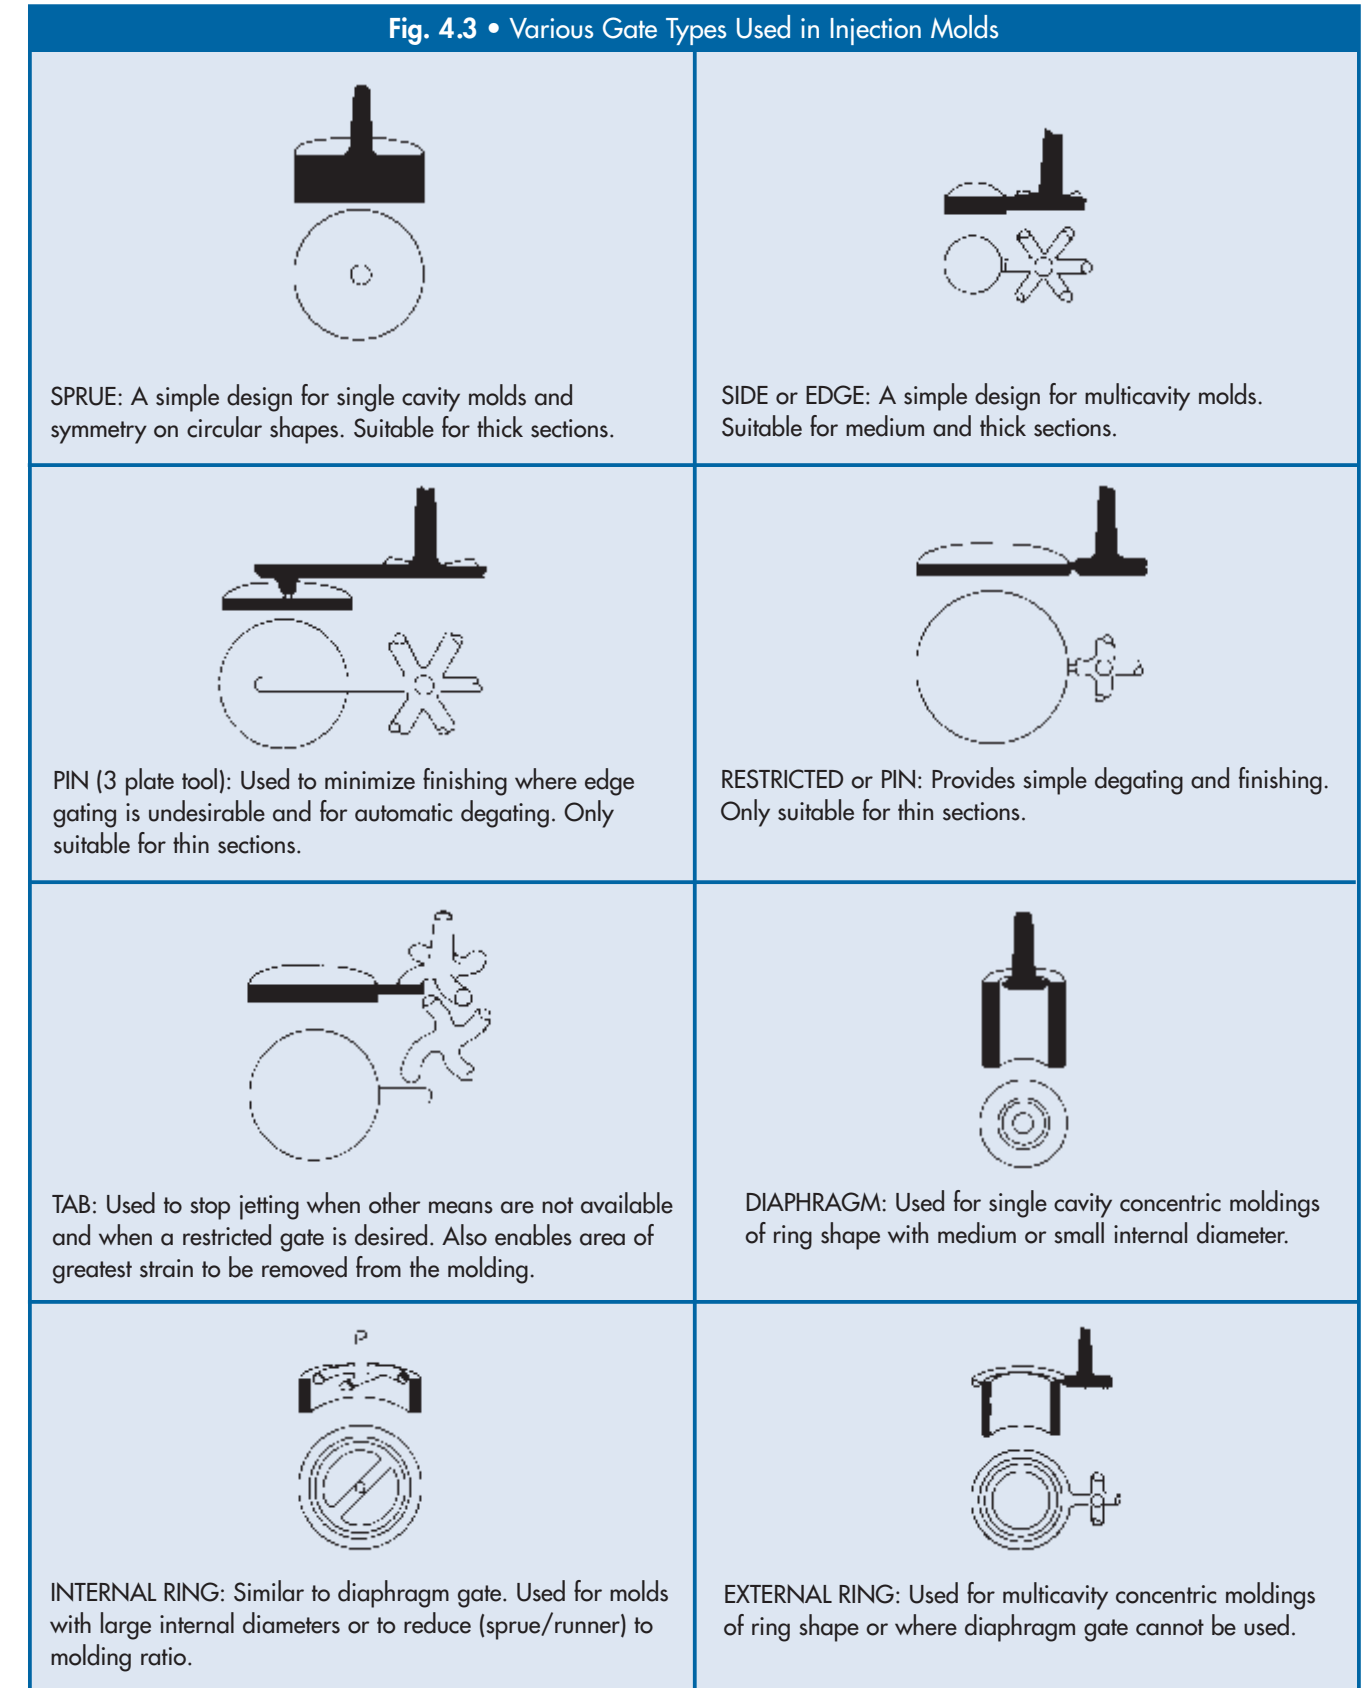 Fig. 4.3 • Various Gate Types Used in Injection Molds
SPRUE: A simple design for single cavity molds and
symmetry on circular shapes. Suitable for thick sections.
SIDE or EDGE: A simple design for multicavity molds.
Suitable for medium and thick sections.
PIN (3 plate tool): Used to minimize finishing where edge
gating is undesirable and for automatic degating. Only
suitable for thin sections.
RESTRICTED or PIN: Provides simple degating and finishing.
Only suitable for thin sections.
TAB: Used to stop jetting when other means are not available
and when a restricted gate is desired. Also enables area of
greatest strain to be removed from the molding.
DIAPHRAGM: Used for single cavity concentric moldings
of ring shape with medium or small internal diameter.
INTERNAL RING: Similar to diaphragm gate. Used for molds
with large internal diameters or to reduce (sprue/runner) to
molding ratio.
EXTERNAL RING: Used for multicavity concentric moldings
of ring shape or where diaphragm gate cannot be used.